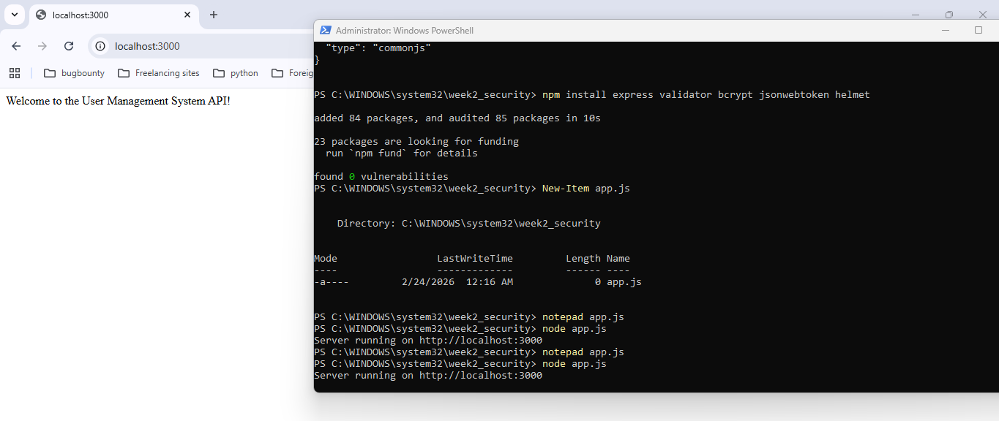 localhost:3000
localhost:3000
bugbounty Freelancing sites python Foreig
Welcome to the User Management System API!
Administrator: Windows PowerShell
"type": "commonjs"
}
PS C:\WINDOWS\system32\week2_security> npm install express validator bcrypt jsonwebtoken helmet
added 84 packages, and audited 85 packages in 10s
23 packages are looking for funding
run `npm fund` for details
found 0 vulnerabilities
PS C:\WINDOWS\system32\week2_security> New-Item app.js
Directory: C:\WINDOWS\system32\week2_security
Mode LastWriteTime Length Name
---- ------------- ------ ----
-a---- 2/24/2026 12:16 AM 0 app.js
PS C:\WINDOWS\system32\week2_security> notepad app.js
PS C:\WINDOWS\system32\week2_security> node app.js
Server running on http://localhost:3000
PS C:\WINDOWS\system32\week2_security> notepad app.js
PS C:\WINDOWS\system32\week2_security> node app.js
Server running on http://localhost:3000